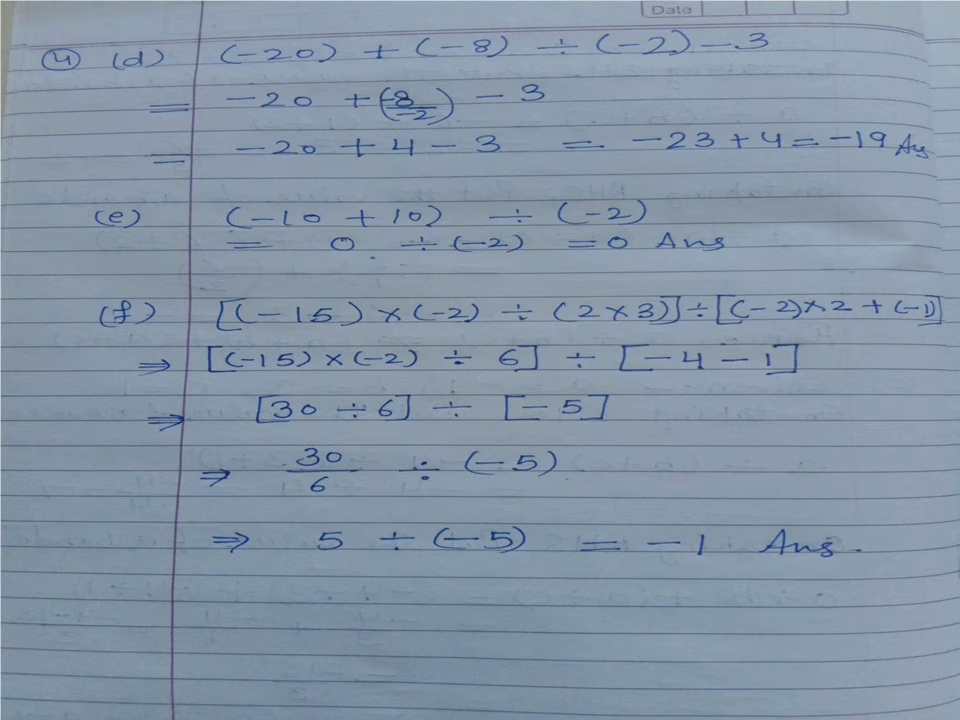 Date
(4) (d) (-20) + (-8) ÷ (-2) - 3
= -20 + (-8/-2) - 3
= -20 + 4 - 3 = -23 + 4 = -19 Ans
(e) (-10 + 10) ÷ (-2)
= 0 ÷ (-2) = 0 Ans
(f) [(-15) × (-2) ÷ (2 × 3)] ÷ [(-2) × 2 + (-1)]
⇒ [(-15) × (-2) ÷ 6] ÷ [-4 - 1]
⇒ [30 ÷ 6] ÷ [-5]
⇒ 30/6 ÷ (-5)
⇒ 5 ÷ (-5) = -1 Ans.